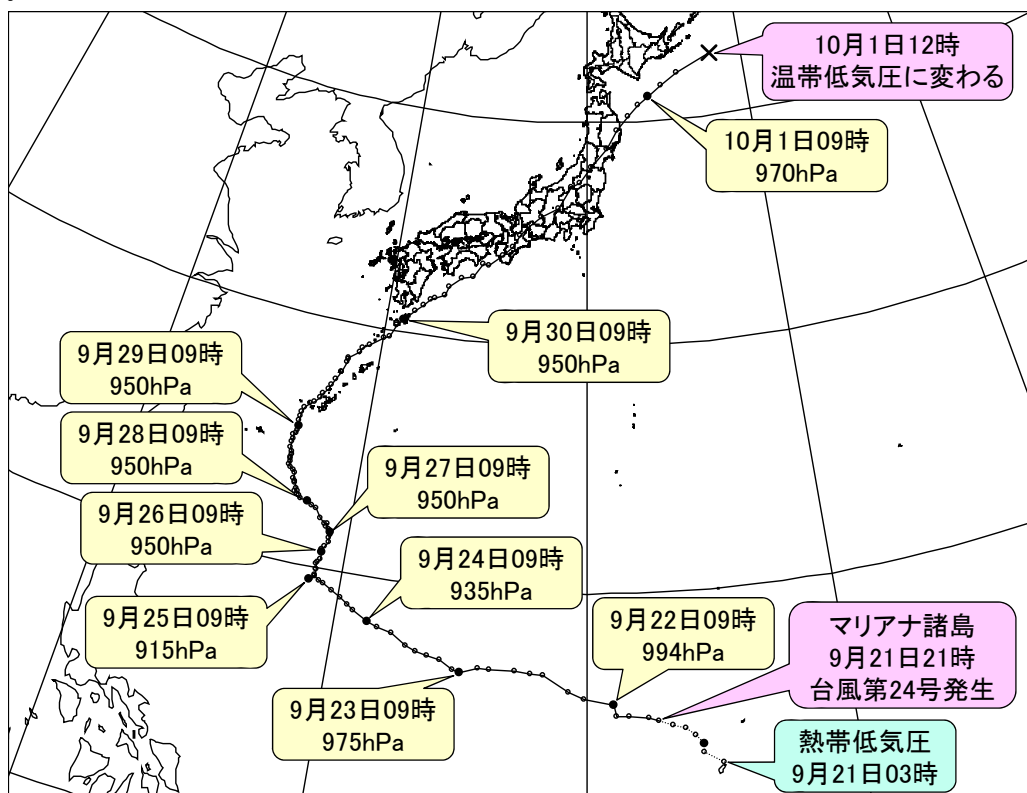 10月1日12時
温帯低気圧に変わる
10月1日09時
970hPa
9月30日09時
950hPa
9月29日09時
950hPa
9月28日09時
950hPa
9月27日09時
950hPa
9月26日09時
950hPa
9月24日09時
935hPa
9月25日09時
915hPa
9月22日09時
994hPa
マリアナ諸島
9月21日21時
台風第24号発生
9月23日09時
975hPa
熱帯低気圧
9月21日03時